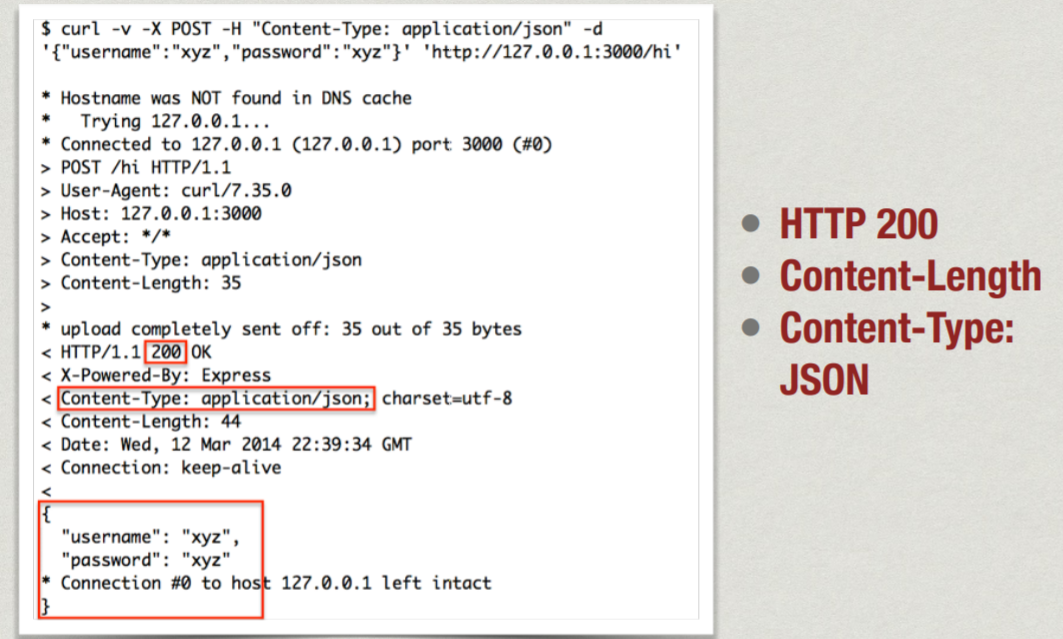 $ curl -v -X POST -H "Content-Type: application/json" -d
'{"username":"xyz","password":"xyz"}' 'http://127.0.0.1:3000/hi'
* Hostname was NOT found in DNS cache
*   Trying 127.0.0.1...
* Connected to 127.0.0.1 (127.0.0.1) port 3000 (#0)
> POST /hi HTTP/1.1
> User-Agent: curl/7.35.0
> Host: 127.0.0.1:3000
> Accept: */*
> Content-Type: application/json
> Content-Length: 35
>
* upload completely sent off: 35 out of 35 bytes
< HTTP/1.1 200 OK
< X-Powered-By: Express
< Content-Type: application/json; charset=utf-8
< Content-Length: 44
< Date: Wed, 12 Mar 2014 22:39:34 GMT
< Connection: keep-alive
<
{
  "username": "xyz",
  "password": "xyz"
* Connection #0 to host 127.0.0.1 left intact
}
• HTTP 200
• Content-Length
• Content-Type:
JSON